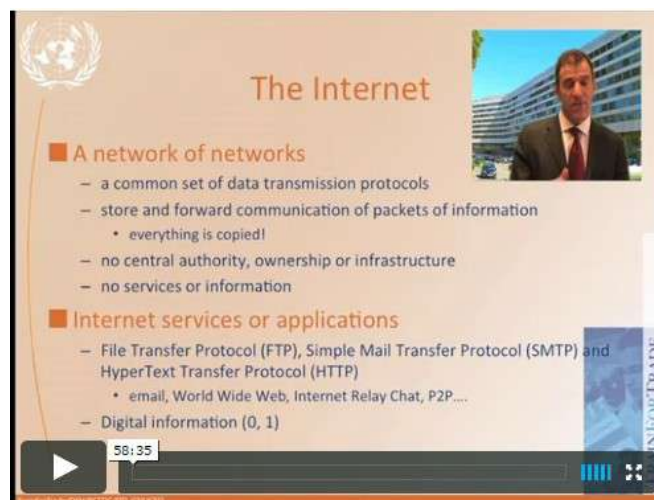 The Internet
A network of networks
– a common set of data transmission protocols
– store and forward communication of packets of information
• everything is copied!
– no central authority, ownership or infrastructure
– no services or information
Internet services or applications
– File Transfer Protocol (FTP), Simple Mail Transfer Protocol (SMTP) and
HyperText Transfer Protocol (HTTP)
• email, World Wide Web, Internet Relay Chat, P2P....
– Digital information (0, 1)
58:35